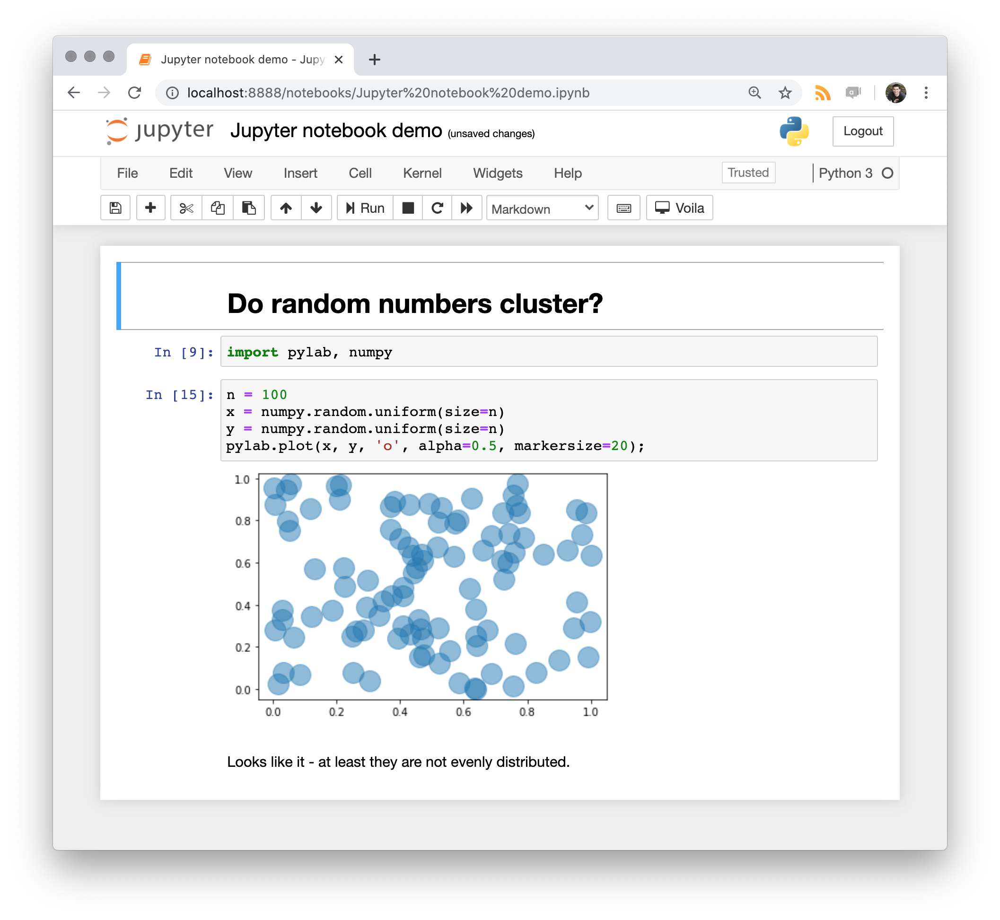 Jupyter notebook demo - Jupy
localhost:8888/notebooks/Jupyter%20notebook%20demo.ipynb
jupyter Jupyter notebook demo (unsaved changes) Logout
File Edit View Insert Cell Kernel Widgets Help Trusted Python 3
Run Markdown Voila
Do random numbers cluster?
In [9]: import pylab, numpy
In [15]: n = 100
x = numpy.random.uniform(size=n)
y = numpy.random.uniform(size=n)
pylab.plot(x, y, 'o', alpha=0.5, markersize=20);
1.0
0.8
0.6
0.4
0.2
0.0
0.0 0.2 0.4 0.6 0.8 1.0
Looks like it - at least they are not evenly distributed.